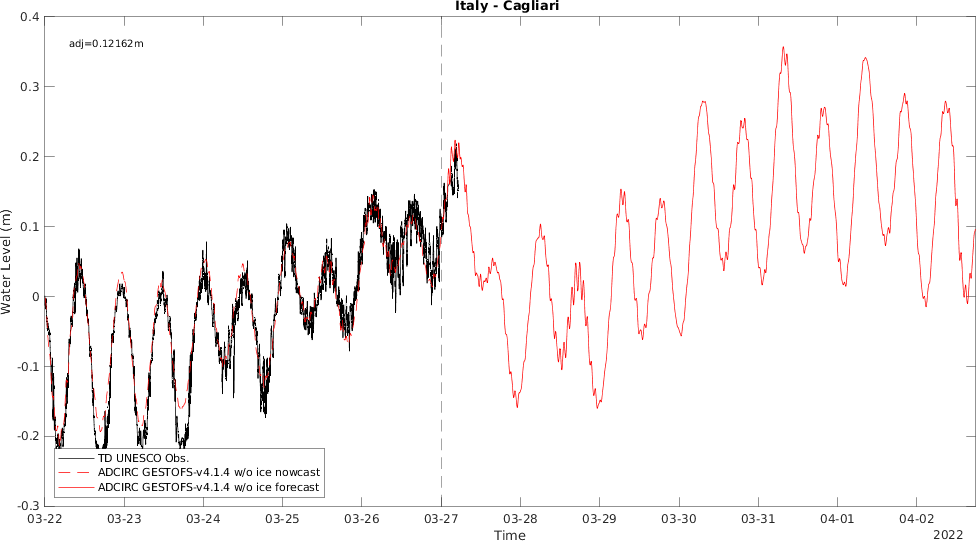 Italy - Cagliari
adj=0.12162m
Water Level (m)
0.4
0.3
0.2
0.1
0
-0.1
-0.2
-0.3
TD UNESCO Obs.
ADCIRC GESTOFS-v4.1.4 w/o ice nowcast
ADCIRC GESTOFS-v4.1.4 w/o ice forecast
03-22 03-23 03-24 03-25 03-26 03-27 03-28 03-29 03-30 03-31 04-01 04-02
Time
2022